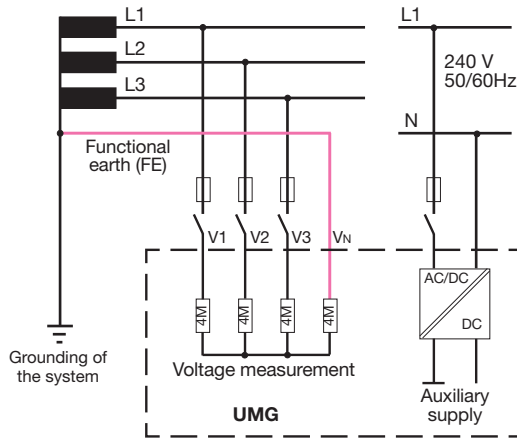 L1
L2
L3
L1
240 V
50/60Hz
N
Functional
earth (FE)
V1
V2
V3
VN
4M
4M
4M
4M
AC/DC
DC
Grounding of
the system
Voltage measurement
UMG
Auxiliary
supply